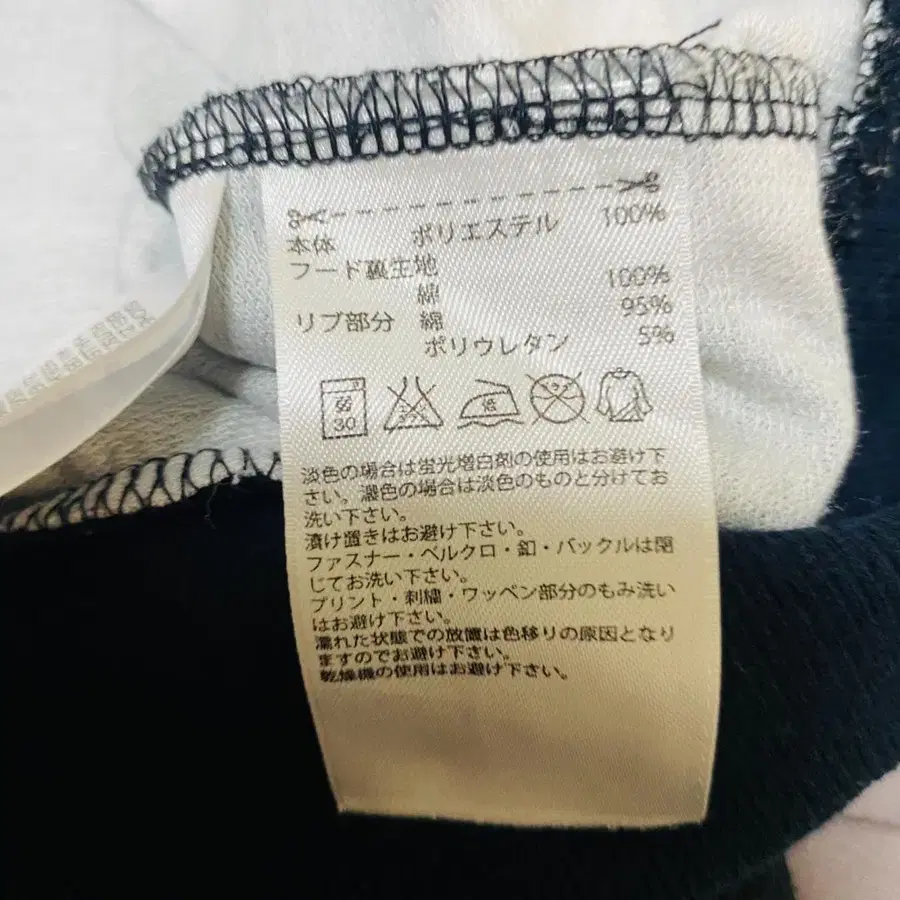 本体 ポリエステル 100%
フード裏生地
綿 100%
リブ部分 綿 95%
ポリウレタン 5%
弱
30
エンソ
サラシ
低
淡色の場合は蛍光増白剤の使用はお避け下
さい。濃色の場合は淡色のものと分けてお
洗い下さい。
漬け置きはお避け下さい。
ファスナー・ベルクロ・釦・バックルは閉
じてお洗い下さい。
プリント・刺繍・ワッペン部分のもみ洗い
はお避け下さい。
濡れた状態での放置は色移りの原因となり
ますのでお避け下さい。
乾燥機の使用はお避け下さい。